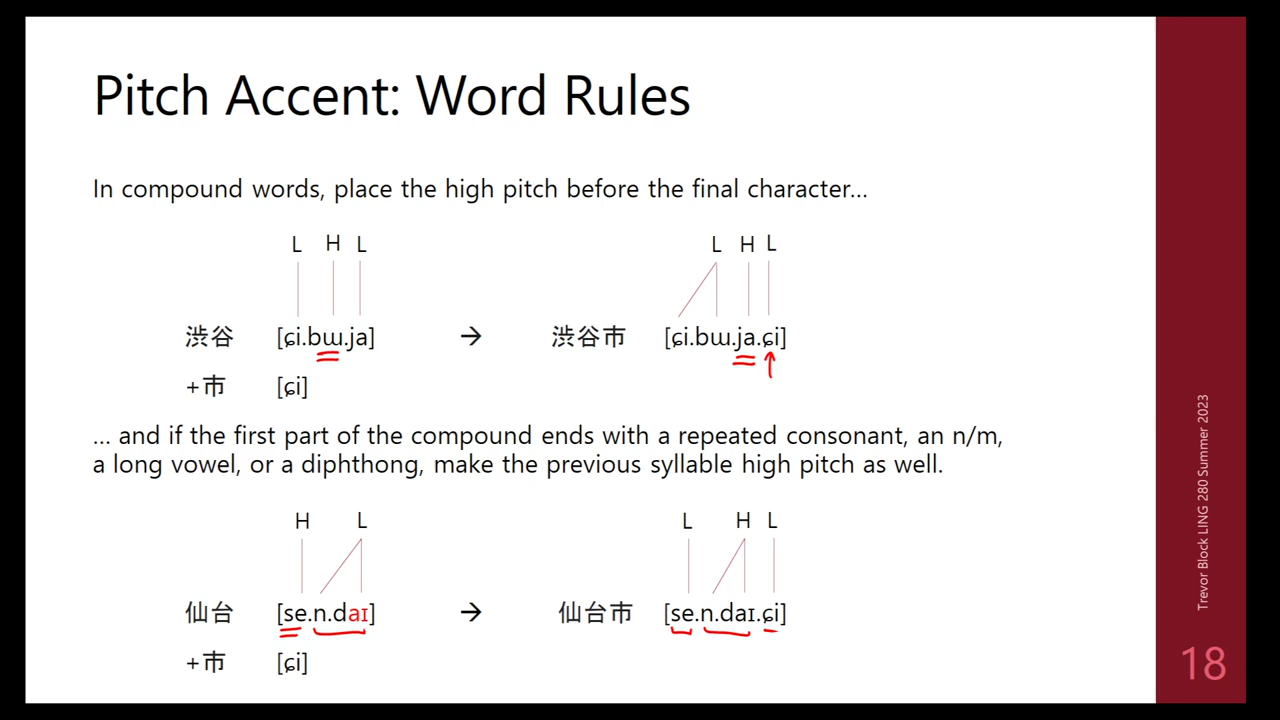 Pitch Accent: Word Rules
In compound words, place the high pitch before the final character...
L H L
L H L
渋谷 [ɕi.bɯ.ja] → 渋谷市 [ɕi.bɯ.ja.ɕi]
+市 [ɕi]
... and if the first part of the compound ends with a repeated consonant, an n/m,
a long vowel, or a diphthong, make the previous syllable high pitch as well.
H L
L H L
仙台 [se.n.daɪ] → 仙台市 [se.n.daɪ.ɕi]
+市 [ɕi]
Trevor Block LING 280 Summer 2023
18